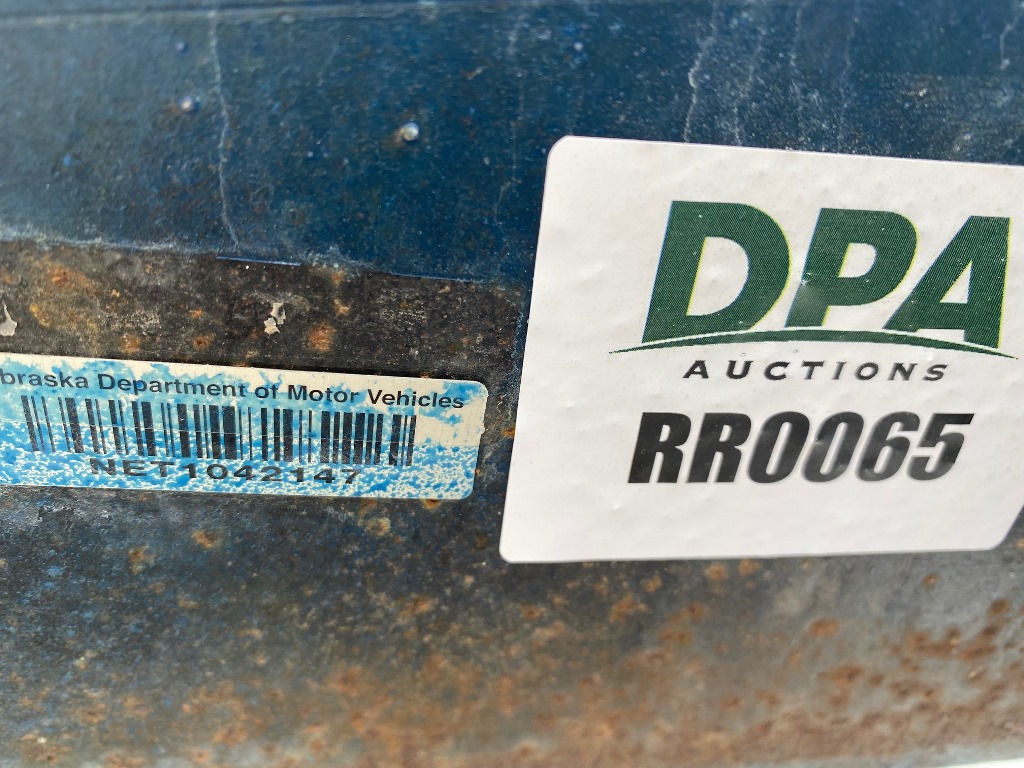 braska Department of Motor Vehicles
NET1042147
DPA
AUCTIONS
RR0065